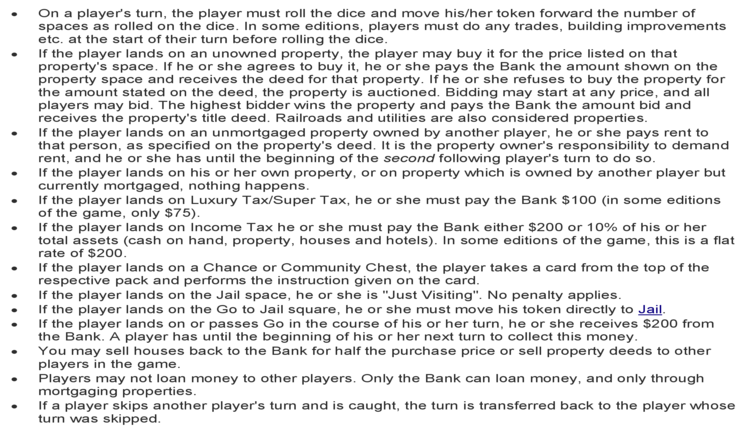 • On a player's turn, the player must roll the dice and move his/her token forward the number of
spaces as rolled on the dice. In some editions, players must do any trades, building improvements
etc. at the start of their turn before rolling the dice.
• If the player lands on an unowned property, the player may buy it for the price listed on that
property's space. If he or she agrees to buy it, he or she pays the Bank the amount shown on the
property space and receives the deed for that property. If he or she refuses to buy the property for
the amount stated on the deed, the property is auctioned. Bidding may start at any price, and all
players may bid. The highest bidder wins the property and pays the Bank the amount bid and
receives the property's title deed. Railroads and utilities are also considered properties.
• If the player lands on an unmortgaged property owned by another player, he or she pays rent to
that person, as specified on the property's deed. It is the property owner's responsibility to demand
rent, and he or she has until the beginning of the second following player's turn to do so.
• If the player lands on his or her own property, or on property which is owned by another player but
currently mortgaged, nothing happens.
• If the player lands on Luxury Tax/Super Tax, he or she must pay the Bank $100 (in some editions
of the game, only $75).
• If the player lands on Income Tax he or she must pay the Bank either $200 or 10% of his or her
total assets (cash on hand, property, houses and hotels). In some editions of the game, this is a flat
rate of $200.
• If the player lands on a Chance or Community Chest, the player takes a card from the top of the
respective pack and performs the instruction given on the card.
• If the player lands on the Jail space, he or she is "Just Visiting". No penalty applies.
• If the player lands on the Go to Jail square, he or she must move his token directly to Jail.
• If the player lands on or passes Go in the course of his or her turn, he or she receives $200 from
the Bank. A player has until the beginning of his or her next turn to collect this money.
• You may sell houses back to the Bank for half the purchase price or sell property deeds to other
players in the game.
• Players may not loan money to other players. Only the Bank can loan money, and only through
mortgaging properties.
• If a player skips another player's turn and is caught, the turn is transferred back to the player whose
turn was skipped.